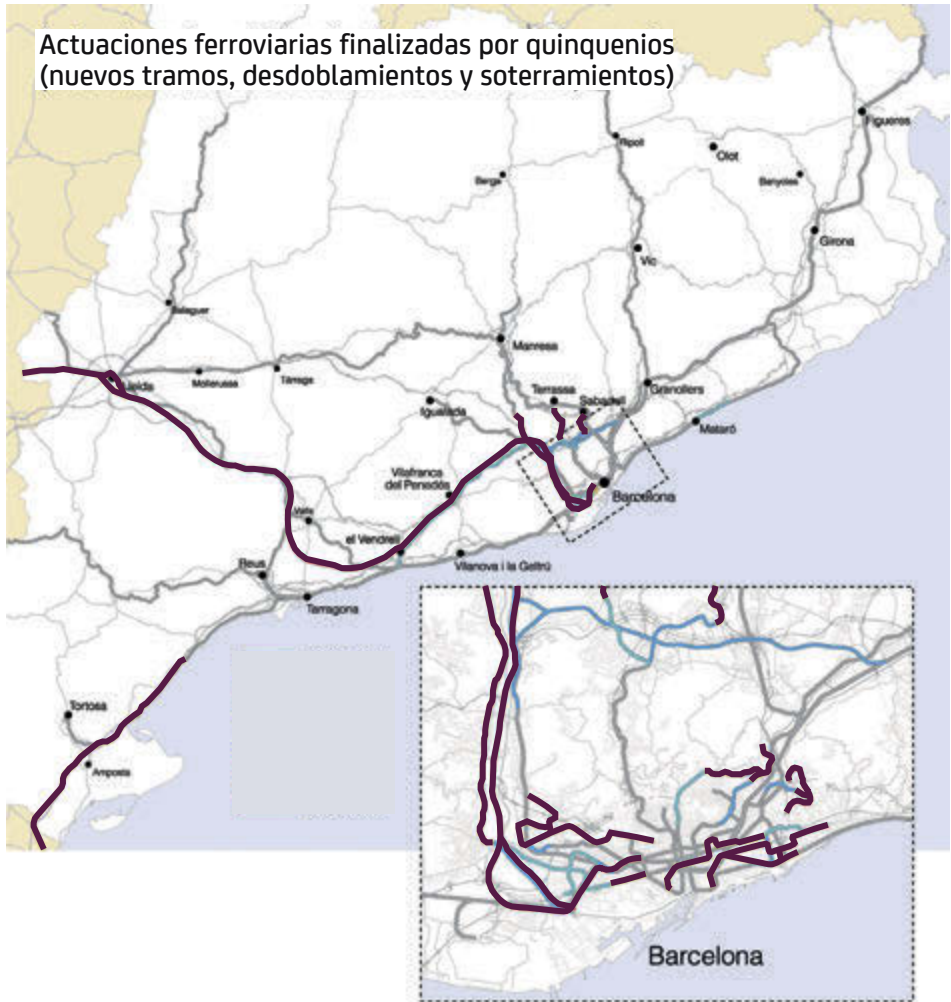 Actuaciones ferroviarias finalizadas por quinquenios
(nuevos tramos, desdoblamientos y soterramientos)
Figueres
Ripoll
Olot
Banyoles
Berga
Girona
Vic
Balaguer
Manresa
Lleida
Mollerussa
Tàrrega
Terrassa
Sabadell
Granollers
Igualada
Mataró
Vilafranca
del Penedès
Barcelona
Valls
el Vendrell
Vilanova i la Geltrú
Reus
Tarragona
Tortosa
Amposta
Barcelona